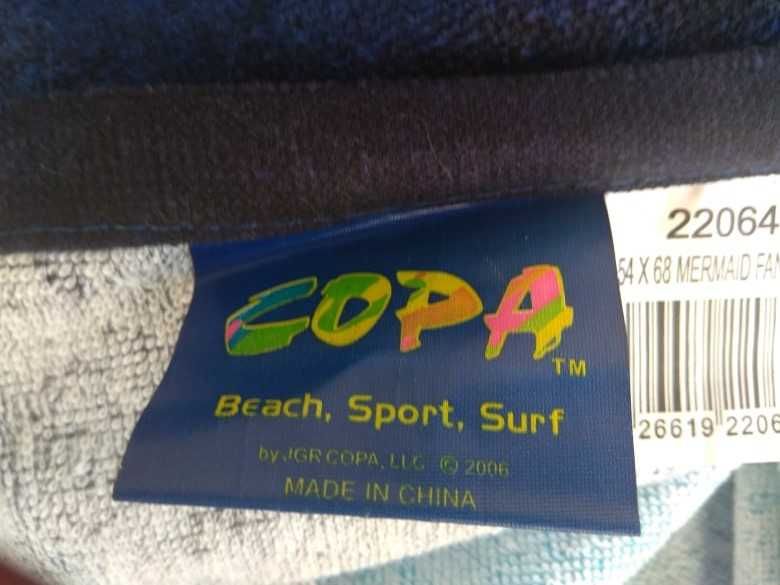 COPA
TM
Beach, Sport, Surf
by JGR COPA, LLC © 2006
MADE IN CHINA
22064
54 X 68 MERMAID
26619 2206